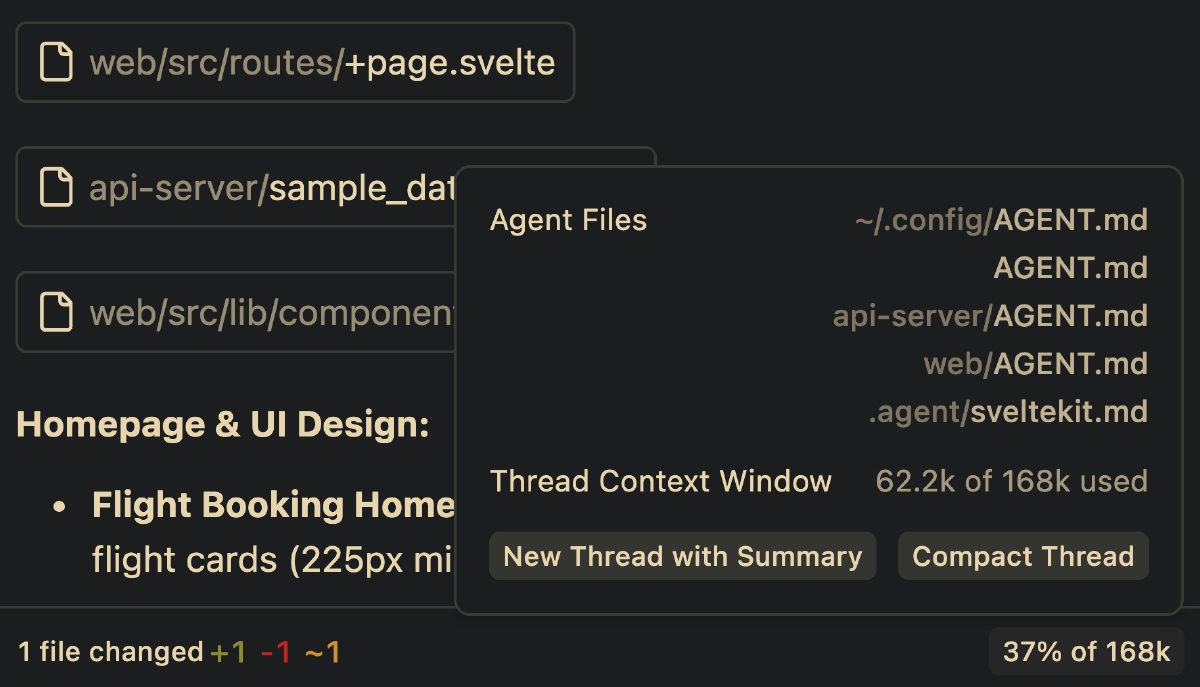 web/src/routes/+page.svelte
api-server/sample_dat
web/src/lib/component
Homepage & UI Design:
• Flight Booking Home
flight cards (225px mi
Agent Files
~/.config/AGENT.md
AGENT.md
api-server/AGENT.md
web/AGENT.md
.agent/sveltekit.md
Thread Context Window 62.2k of 168k used
New Thread with Summary Compact Thread
1 file changed +1 -1 ~1 37% of 168k